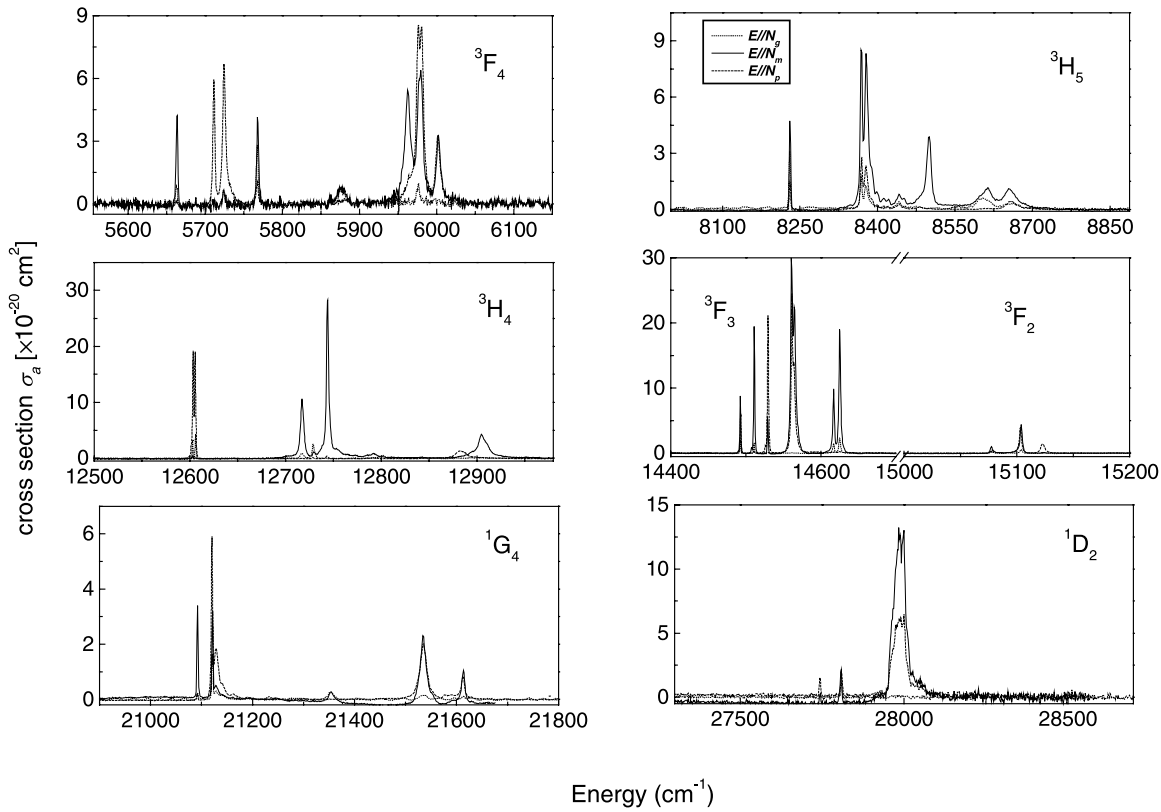 cross section σₐ [×10⁻²⁰ cm²]
9
6
3
0
³F₄
5600 5700 5800 5900 6000 6100
9
6
3
0
E//N_g
E//N_m
E//N_p
³H₅
8100 8250 8400 8550 8700 8850
30
20
10
0
³H₄
12500 12600 12700 12800 12900
30
20
10
0
³F₃ ³F₂
14400 14600 15000 15100 15200
6
4
2
0
¹G₄
21000 21200 21400 21600 21800
15
10
5
0
¹D₂
27500 28000 28500
Energy (cm⁻¹)